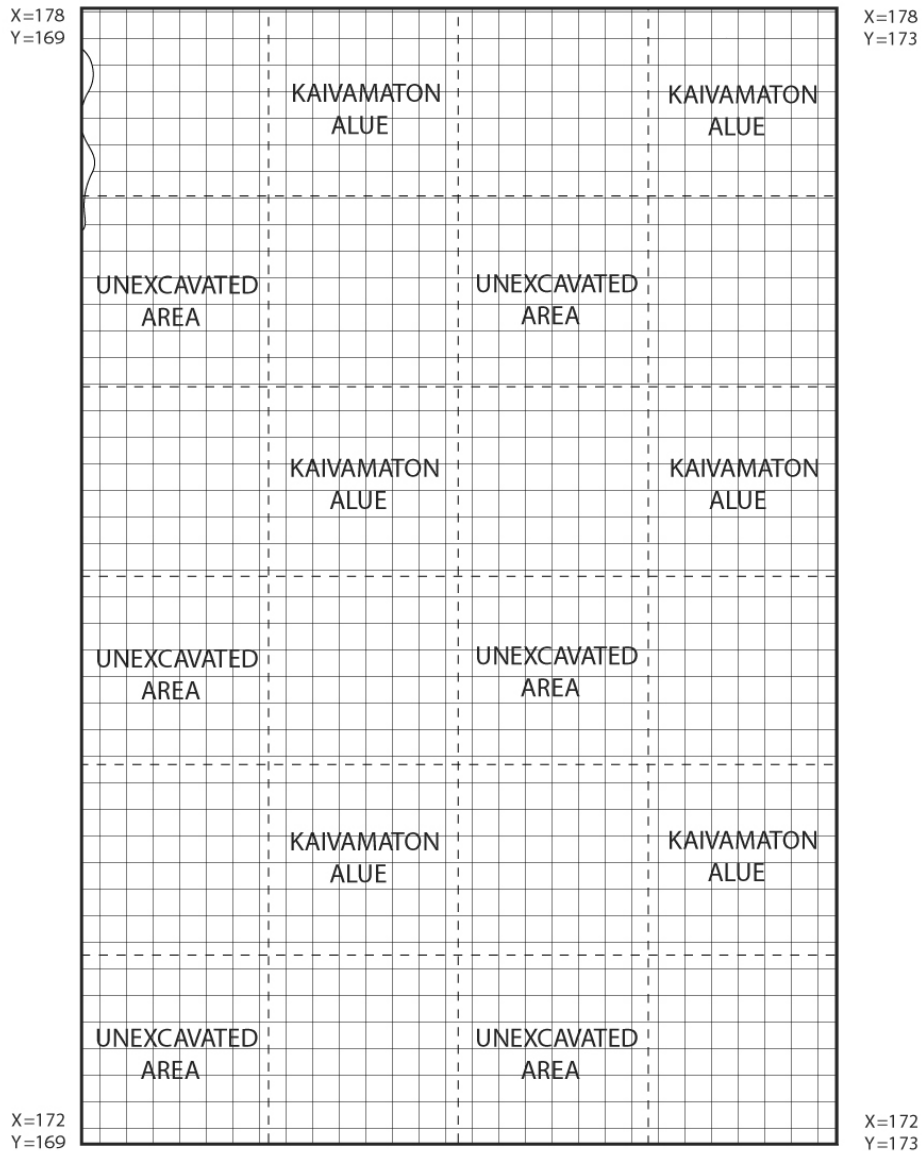 X=178
Y=169
X=178
Y=173
KAIVAMATON
ALUE
KAIVAMATON
ALUE
UNEXCAVATED
AREA
UNEXCAVATED
AREA
KAIVAMATON
ALUE
KAIVAMATON
ALUE
UNEXCAVATED
AREA
UNEXCAVATED
AREA
KAIVAMATON
ALUE
KAIVAMATON
ALUE
UNEXCAVATED
AREA
UNEXCAVATED
AREA
X=172
Y=169
X=172
Y=173